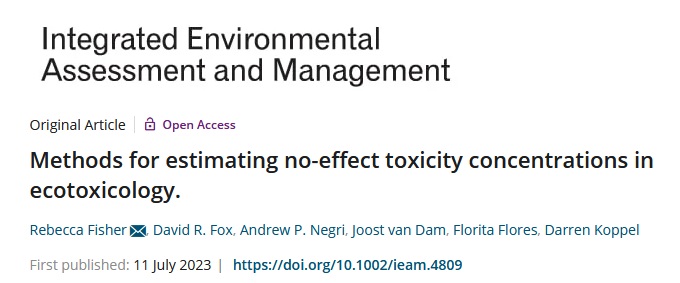 Integrated Environmental
Assessment and Management
Original Article | Open Access
Methods for estimating no-effect toxicity concentrations in
ecotoxicology.
Rebecca Fisher, David R. Fox, Andrew P. Negri, Joost van Dam, Florita Flores, Darren Koppel
First published: 11 July 2023 | https://doi.org/10.1002/ieam.4809